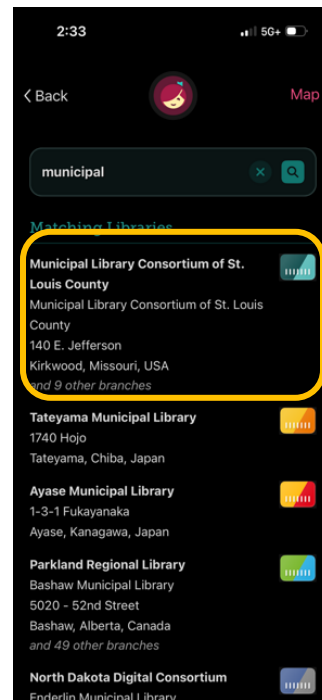 2:33
5G+
Back
Map
municipal
Matching Libraries
Municipal Library Consortium of St.
Louis County
Municipal Library Consortium of St. Louis
County
140 E. Jefferson
Kirkwood, Missouri, USA
and 9 other branches
Tateyama Municipal Library
1740 Hojo
Tateyama, Chiba, Japan
Ayase Municipal Library
1-3-1 Fukayanaka
Ayase, Kanagawa, Japan
Parkland Regional Library
Bashaw Municipal Library
5020 - 52nd Street
Bashaw, Alberta, Canada
and 49 other branches
North Dakota Digital Consortium
Enderlin Municipal Library